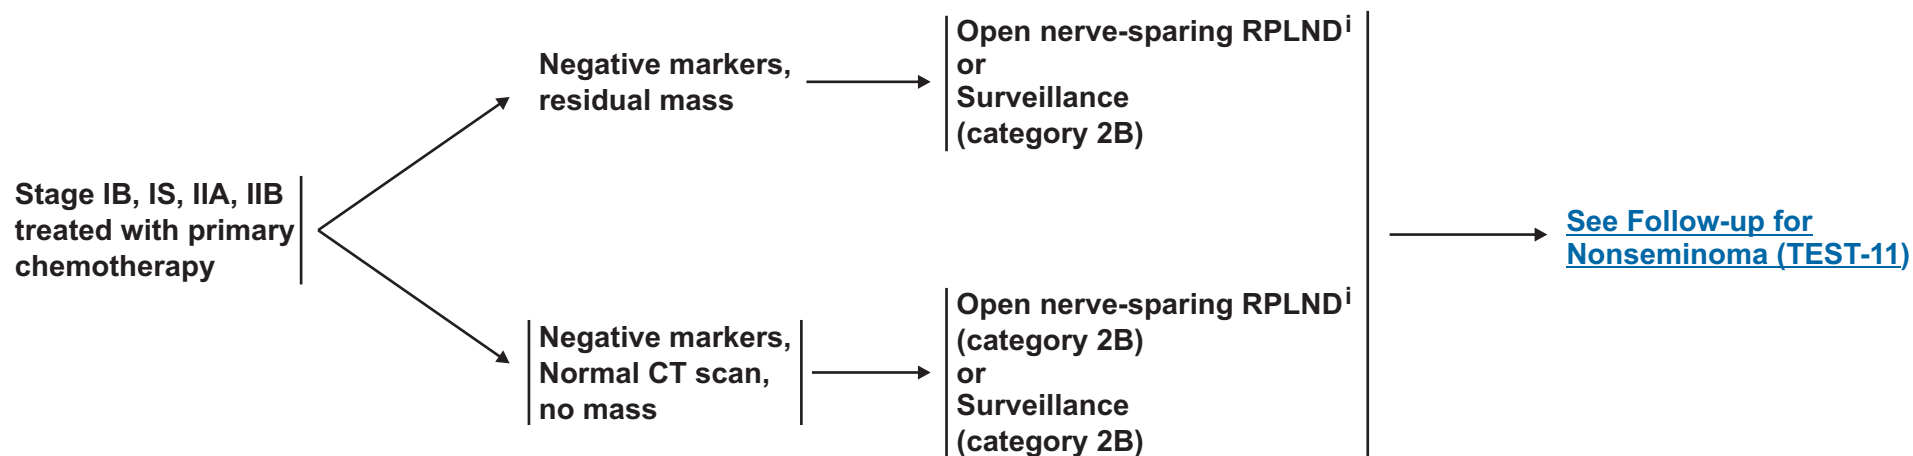 Stage IB, IS, IIA, IIB
treated with primary
chemotherapy
Negative markers,
residual mass
Open nerve-sparing RPLNDⁱ
or
Surveillance
(category 2B)
Negative markers,
Normal CT scan,
no mass
Open nerve-sparing RPLNDⁱ
(category 2B)
or
Surveillance
(category 2B)
See Follow-up for
Nonseminoma (TEST-11)